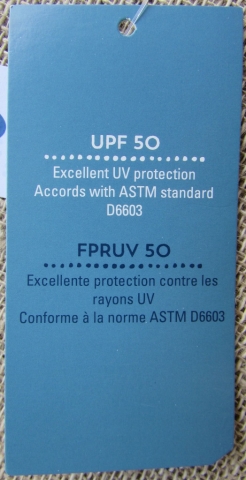 UPF 50
Excellent UV protection
Accords with ASTM standard
D6603
FPRUV 50
Excellente protection contre les
rayons UV
Conforme à la norme ASTM D6603